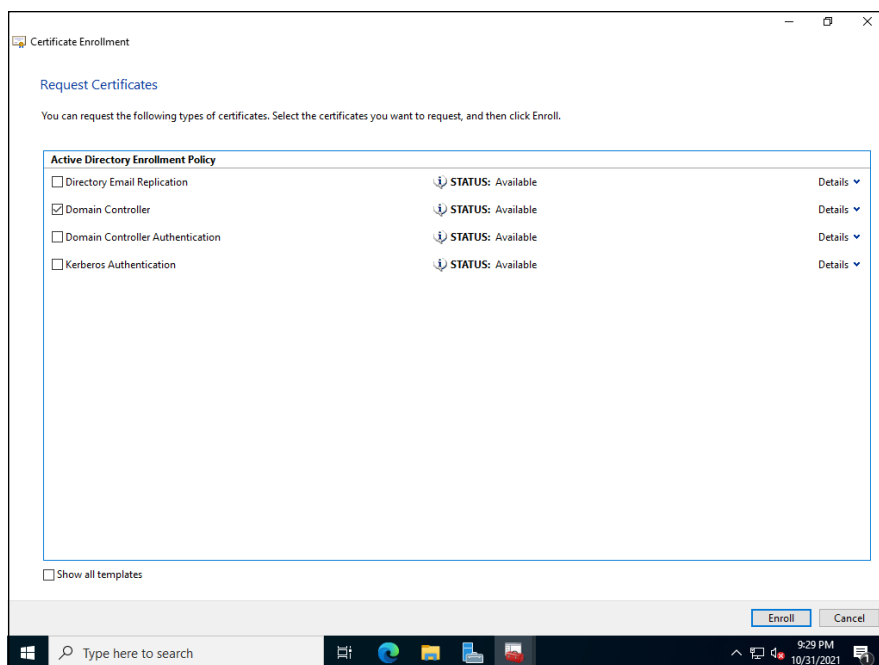 Certificate Enrollment
Request Certificates
You can request the following types of certificates. Select the certificates you want to request, and then click Enroll.
Active Directory Enrollment Policy
Directory Email Replication STATUS: Available Details
Domain Controller STATUS: Available Details
Domain Controller Authentication STATUS: Available Details
Kerberos Authentication STATUS: Available Details
Show all templates
Enroll Cancel
Type here to search
9:29 PM
10/31/2021
1